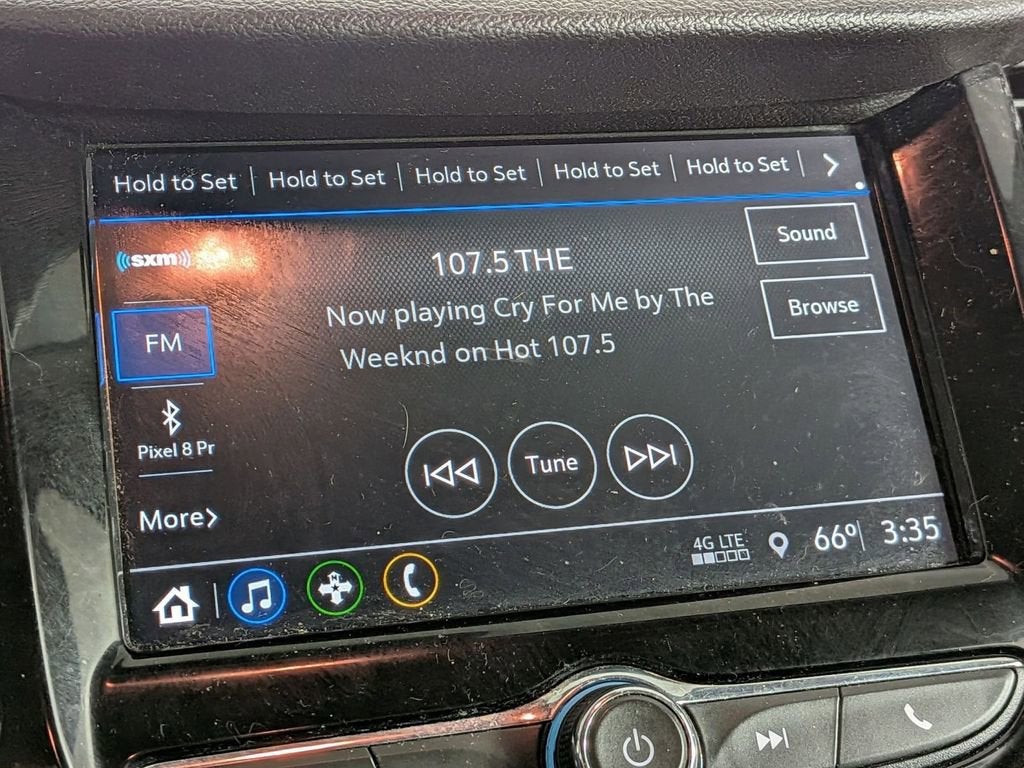 Hold to Set Hold to Set Hold to Set Hold to Set Hold to Set
sxm
107.5 THE
Sound
Now playing Cry For Me by The
Weeknd on Hot 107.5
Browse
FM
Pixel 8 Pr
Tune
More
4G LTE
66° 3:35
N